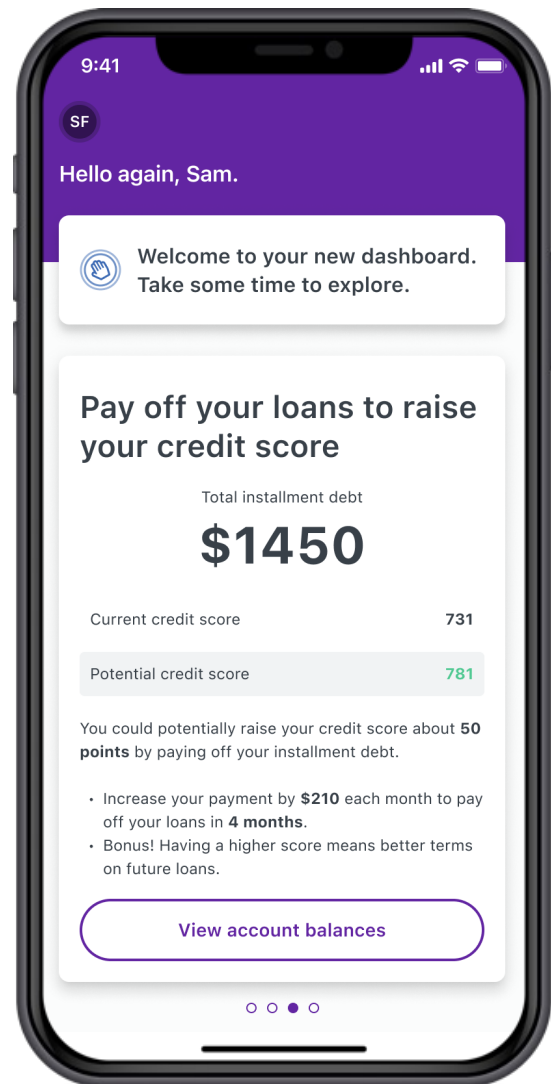 9:41
SF
Hello again, Sam.
Welcome to your new dashboard.
Take some time to explore.
Pay off your loans to raise
your credit score
Total installment debt
$1450
Current credit score 731
Potential credit score 781
You could potentially raise your credit score about 50
points by paying off your installment debt.
• Increase your payment by $210 each month to pay
off your loans in 4 months.
• Bonus! Having a higher score means better terms
on future loans.
View account balances